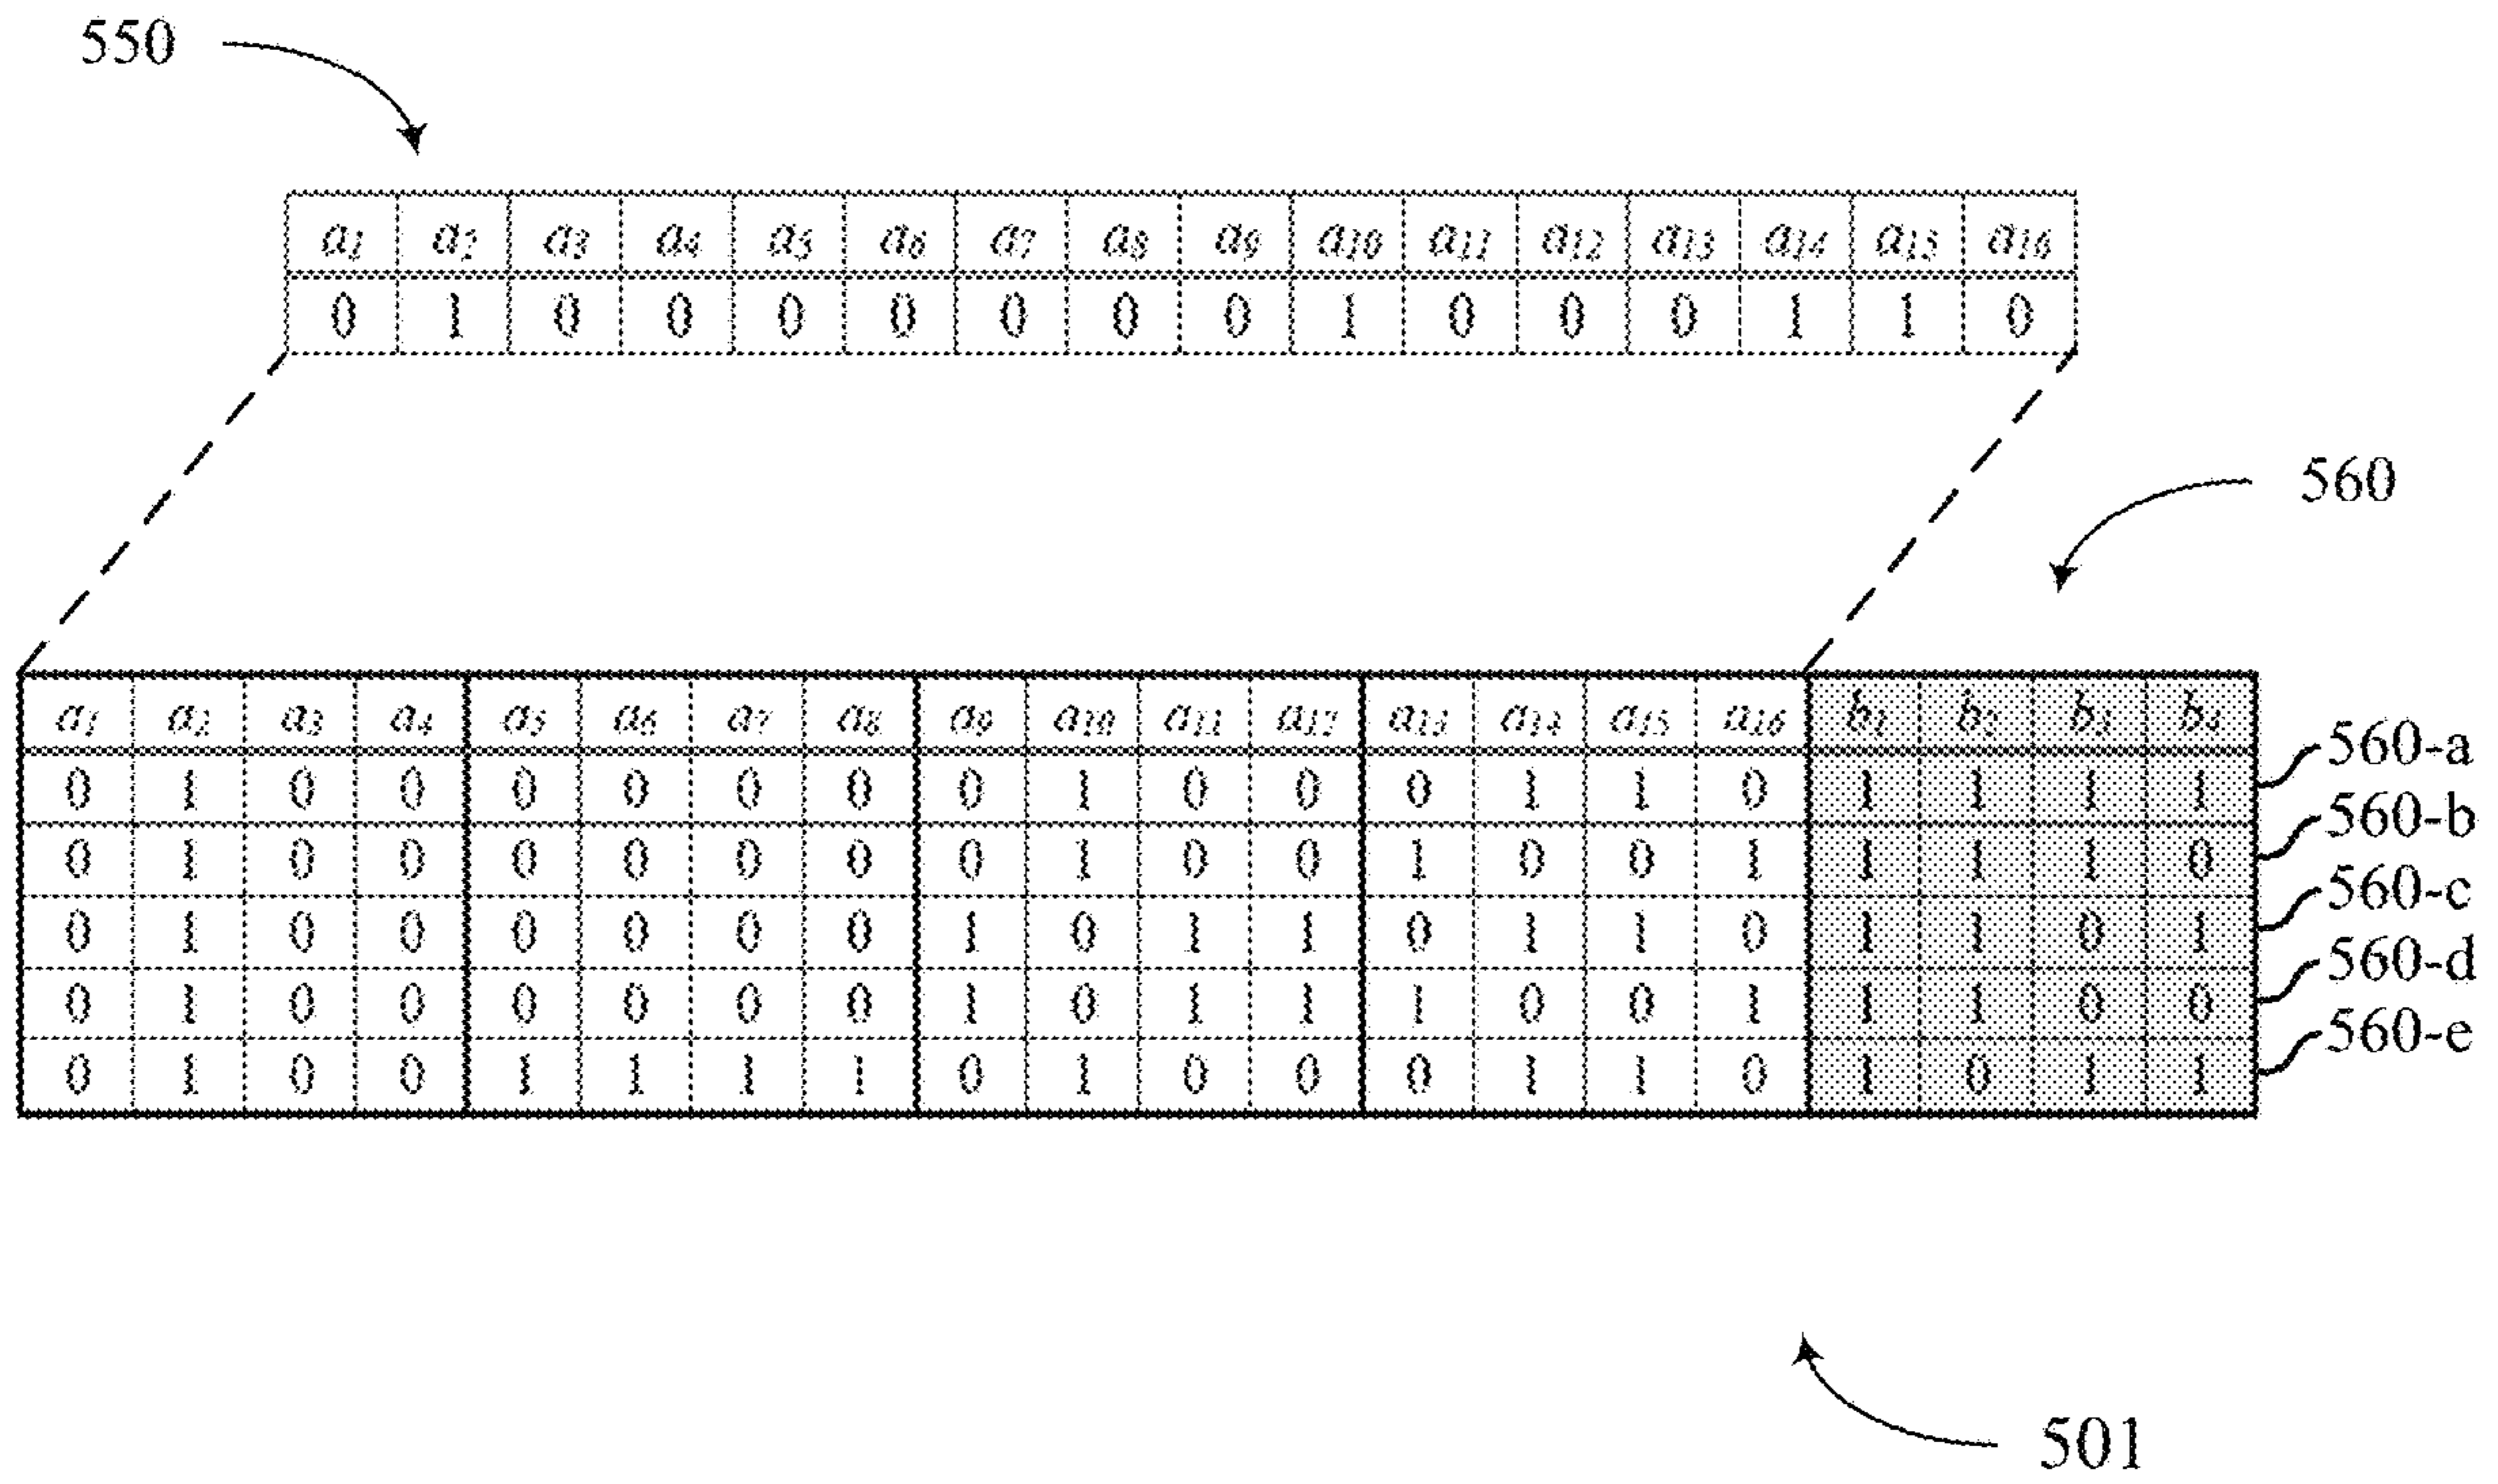 550
a1 a2 a3 a4 a5 a6 a7 a8 a9 a10 a11 a12 a13 a14 a15 a16
0 1 0 0 0 0 0 0 0 1 0 0 0 1 1 0
560
a1 a2 a3 a4 a5 a6 a7 a8 a9 a10 a11 a12 a13 a14 a15 a16 b1 b2 b3 b4
0 1 0 0 0 0 0 0 0 1 0 0 0 1 1 0 1 1 1 1 560-a
0 1 0 0 0 0 0 0 0 1 0 0 1 0 0 1 1 1 1 0 560-b
0 1 0 0 0 0 0 0 1 0 1 1 0 1 1 0 1 1 0 1 560-c
0 1 0 0 0 0 0 0 1 0 1 1 1 0 0 1 1 1 0 0 560-d
0 1 0 0 1 1 1 1 0 1 0 0 0 1 1 0 1 0 1 1 560-e
501